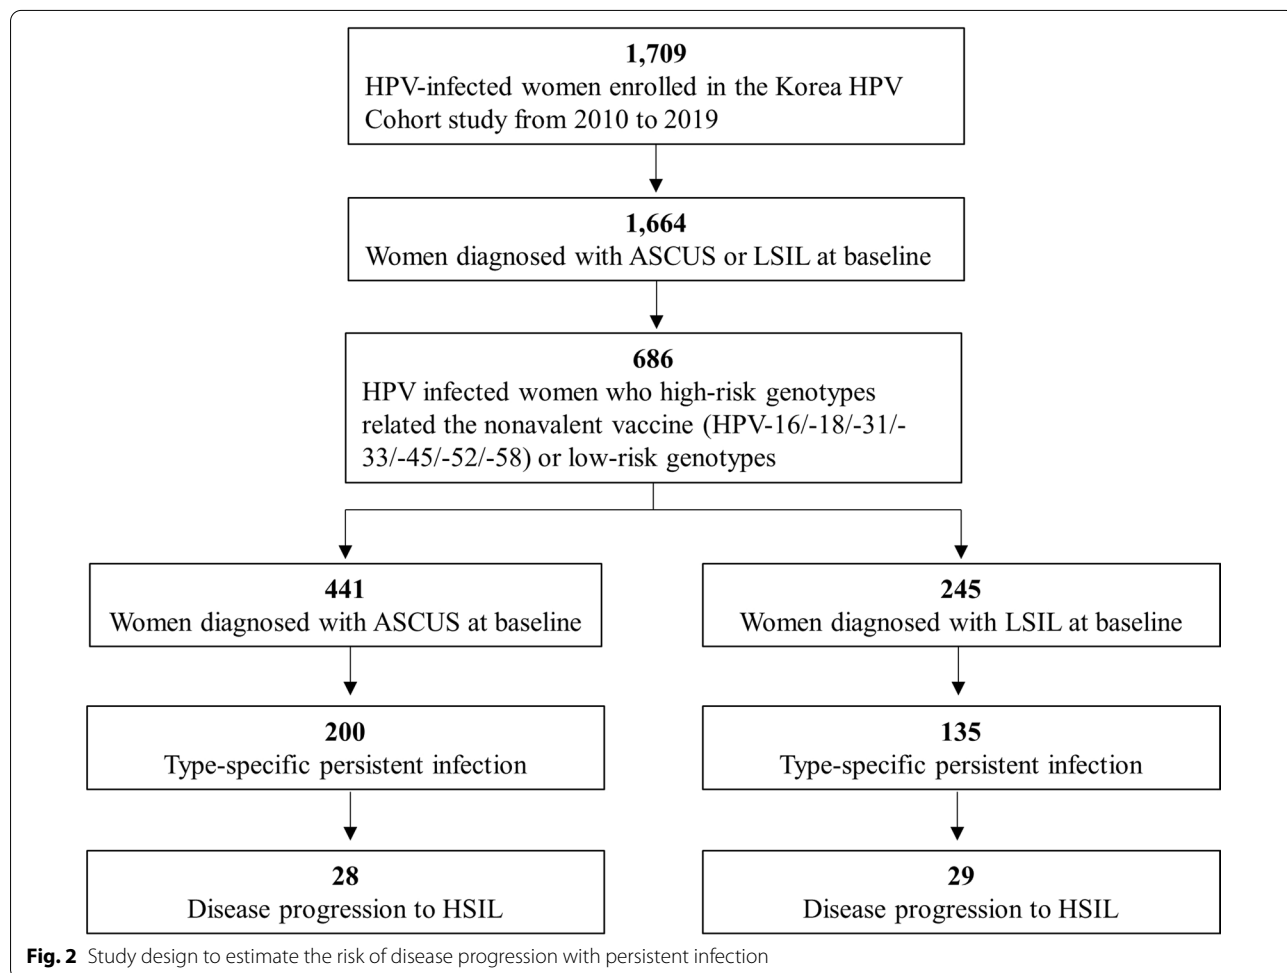 1,709
HPV-infected women enrolled in the Korea HPV
Cohort study from 2010 to 2019
1,664
Women diagnosed with ASCUS or LSIL at baseline
686
HPV infected women who high-risk genotypes
related the nonavalent vaccine (HPV-16/-18/-31/-
33/-45/-52/-58) or low-risk genotypes
441
Women diagnosed with ASCUS at baseline
245
Women diagnosed with LSIL at baseline
200
Type-specific persistent infection
135
Type-specific persistent infection
28
Disease progression to HSIL
29
Disease progression to HSIL
Fig. 2 Study design to estimate the risk of disease progression with persistent infection